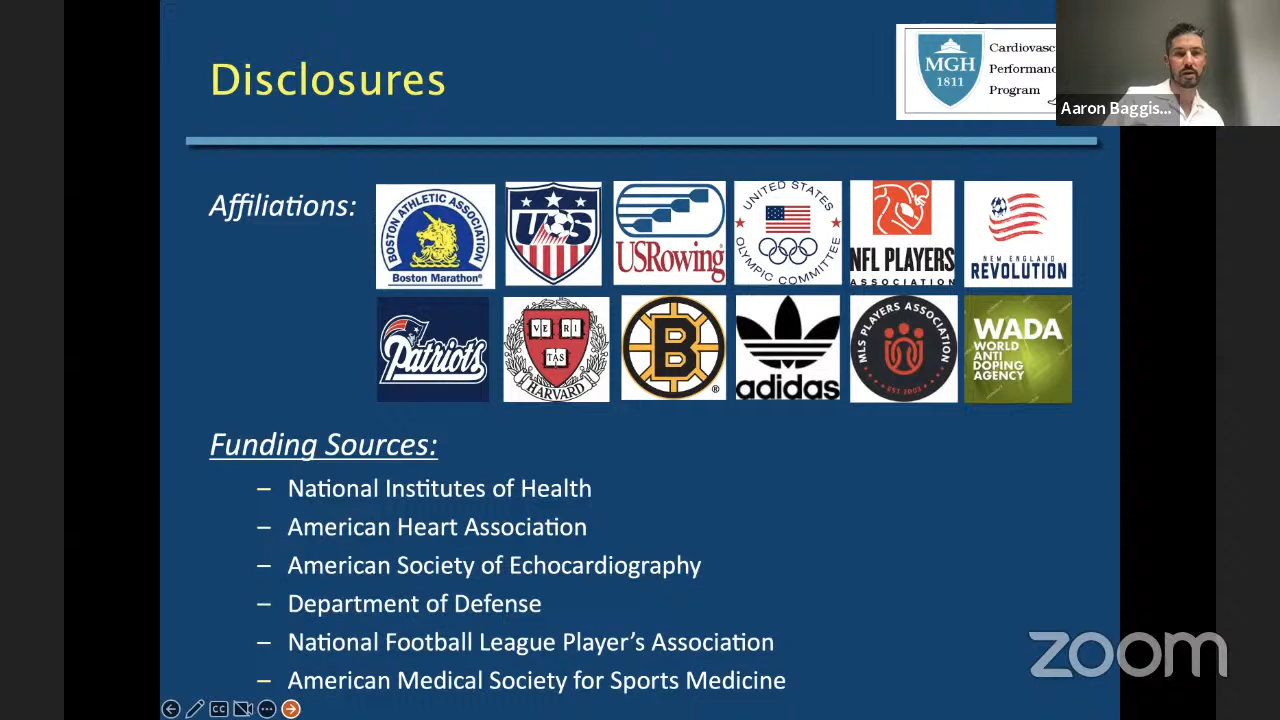 Disclosures
MGH
1811
Cardiovasc
Performanc
Program
Aaron Baggis...
Affiliations:
BOSTON ATHLETIC ASSOCIATION
Boston Marathon®
US
USRowing
UNITED STATES
OLYMPIC COMMITTEE
NFL PLAYERS
ASSOCIATION
NEW ENGLAND
REVOLUTION
Patriots
VE RI
TAS
HARVARD
B
®
adidas
MLS PLAYERS ASSOCIATION
EST 2003
WADA
WORLD
ANTI
DOPING
AGENCY
Funding Sources:
– National Institutes of Health
– American Heart Association
– American Society of Echocardiography
– Department of Defense
– National Football League Player’s Association
– American Medical Society for Sports Medicine
zoom
CC